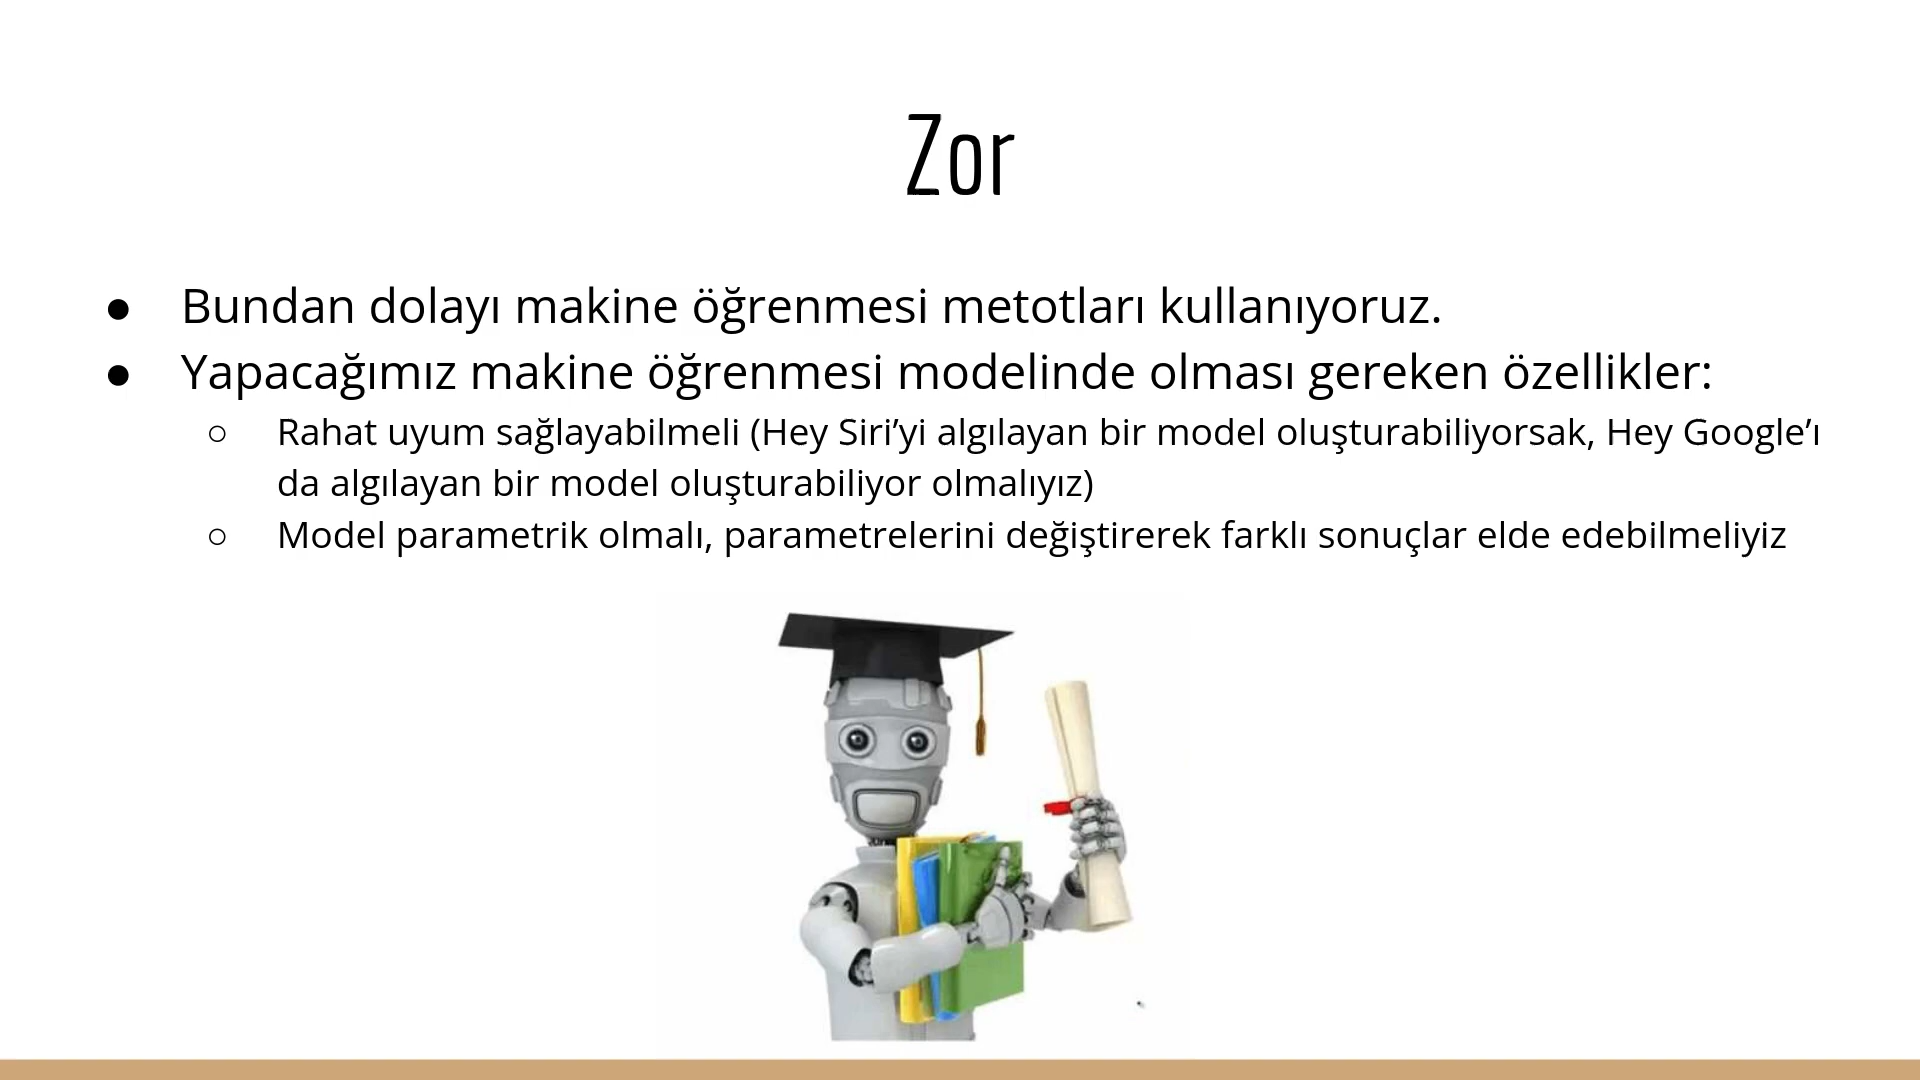 Zor
● Bundan dolayı makine öğrenmesi metotları kullanıyoruz.
● Yapacağımız makine öğrenmesi modelinde olması gereken özellikler:
○ Rahat uyum sağlayabilmeli (Hey Siri’yi algılayan bir model oluşturabiliyorsak, Hey Google’ı
da algılayan bir model oluşturabiliyor olmalıyız)
○ Model parametrik olmalı, parametrelerini değiştirerek farklı sonuçlar elde edebilmeliyiz